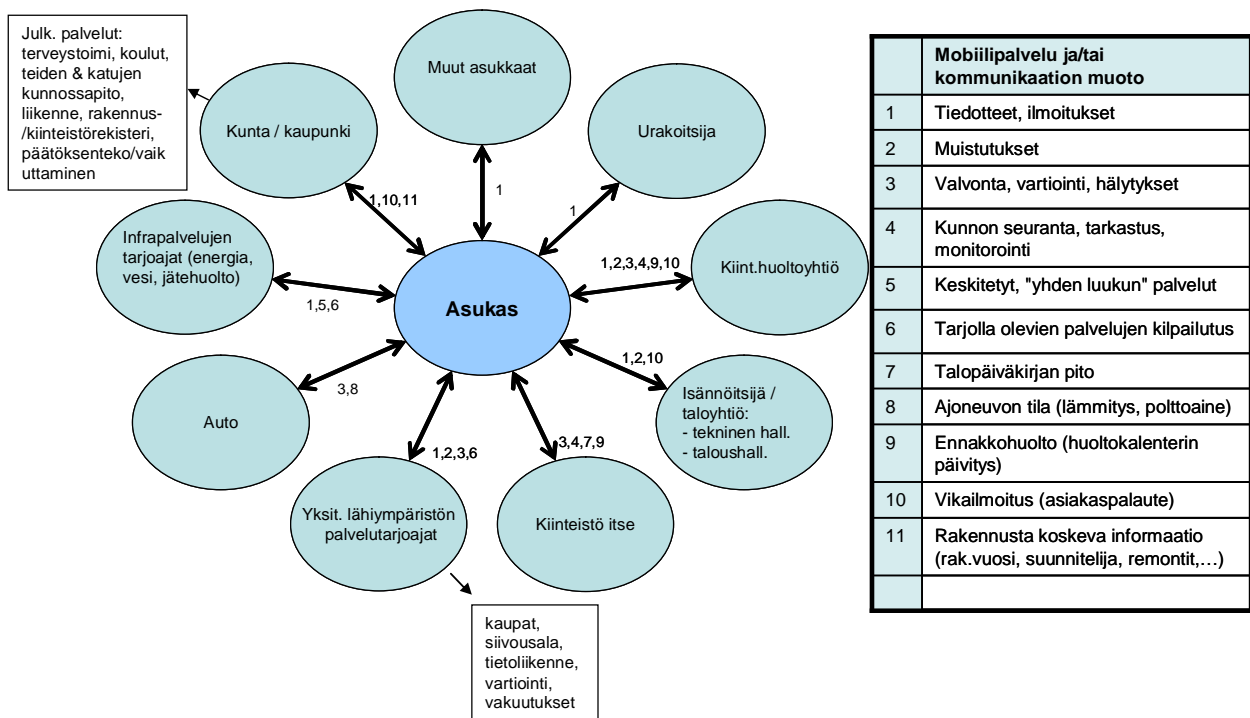 Julk. palvelut:
terveystoimi, koulut,
teiden & katujen
kunnossapito,
liikenne, rakennus-
/kiinteistörekisteri,
päätöksenteko/vaik
uttaminen
Muut asukkaat
Kunta / kaupunki
Urakoitsija
1,10,11
1
1
Infrapalvelujen
tarjoajat (energia,
vesi, jätehuolto)
1,5,6
Asukas
1,2,3,4,9,10
Kiint.huoltoyhtiö
Auto
3,8
1,2,10
Isännöitsijä /
taloyhtiö:
- tekninen hall.
- taloushall.
1,2,3,6
3,4,7,9
Yksit. lähiympäristön
palvelutarjoajat
Kiinteistö itse
kaupat,
siivousala,
tietoliikenne,
vartiointi,
vakuutukset
Mobiilipalvelu ja/tai
kommunikaation muoto
1 Tiedotteet, ilmoitukset
2 Muistutukset
3 Valvonta, vartiointi, hälytykset
4 Kunnon seuranta, tarkastus,
monitorointi
5 Keskitetyt, "yhden luukun" palvelut
6 Tarjolla olevien palvelujen kilpailutus
7 Talopäiväkirjan pito
8 Ajoneuvon tila (lämmitys, polttoaine)
9 Ennakkohuolto (huoltokalenterin
päivitys)
10 Vikailmoitus (asiakaspalaute)
11 Rakennusta koskeva informaatio
(rak.vuosi, suunnitelija, remontit,…)